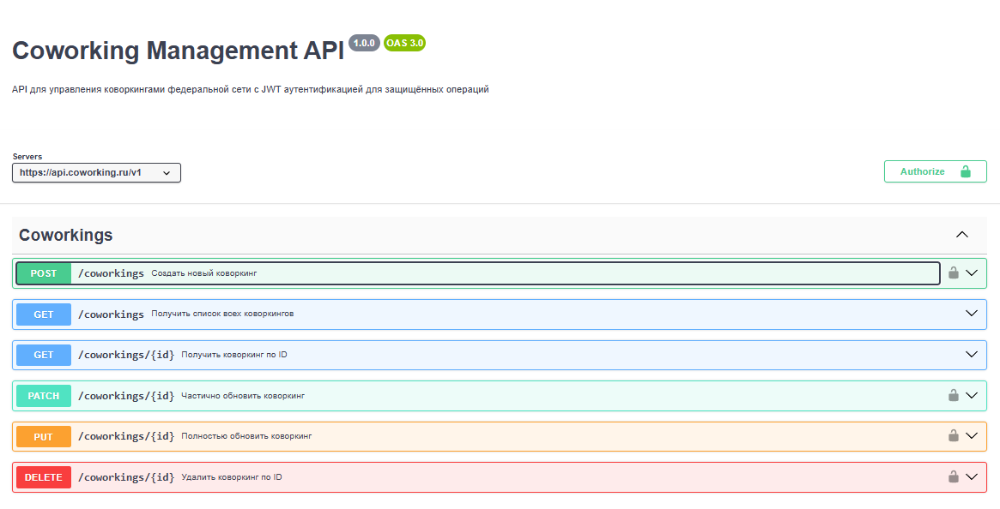 Coworking Management API 1.0.0 OAS 3.0
API для управления коворкингами федеральной сети с JWT аутентификацией для защищённых операций
Servers
https://api.coworking.ru/v1
Authorize
Coworkings
POST /coworkings Создать новый коворкинг
GET /coworkings Получить список всех коворкингов
GET /coworkings/{id} Получить коворкинг по ID
PATCH /coworkings/{id} Частично обновить коворкинг
PUT /coworkings/{id} Полностью обновить коворкинг
DELETE /coworkings/{id} Удалить коворкинг по ID